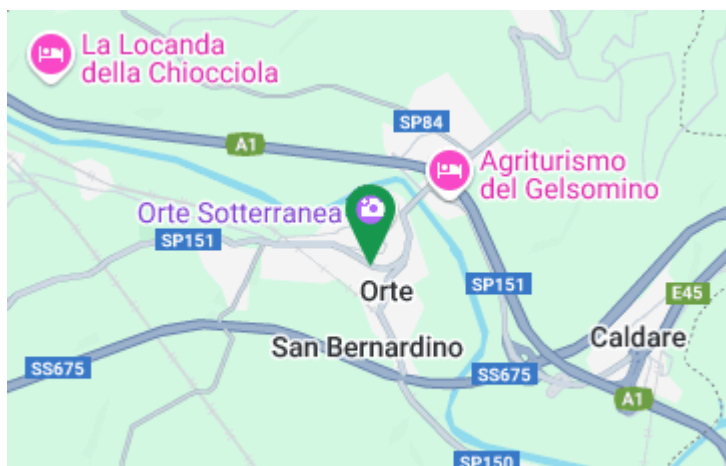 La Locanda
della Chiocciola
SP84
A1
Agriturismo
del Gelsomino
Orte Sotterranea
SP151
SP151
Orte
E45
San Bernardino
Caldare
SS675
SS675
A1
SP150